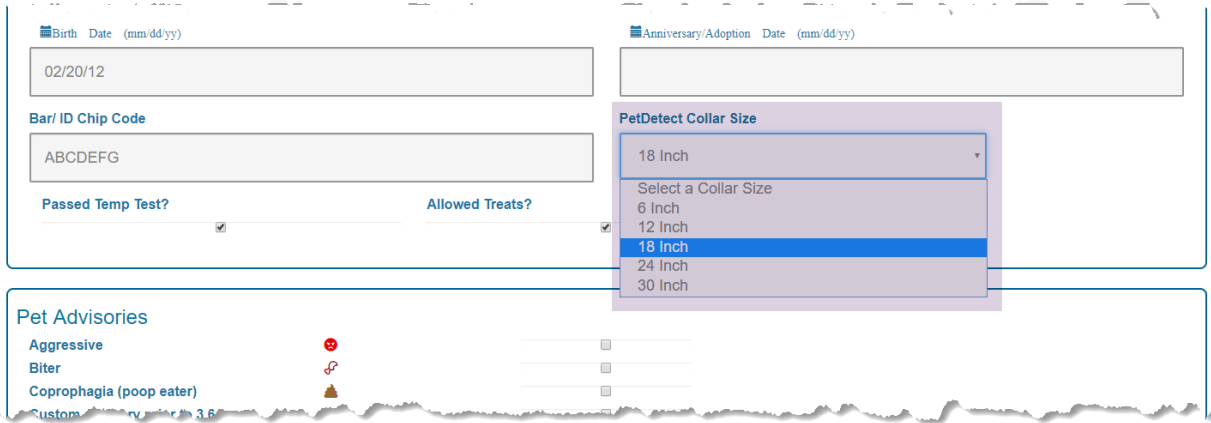 Birth Date (mm/dd/yy)
Anniversary/Adoption Date (mm/dd/yy)
02/20/12
Bar/ ID Chip Code
PetDetect Collar Size
ABCDEFG
18 Inch
Select a Collar Size
6 Inch
12 Inch
18 Inch
24 Inch
30 Inch
Passed Temp Test?
Allowed Treats?
Pet Advisories
Aggressive
Biter
Coprophagia (poop eater)
Custom